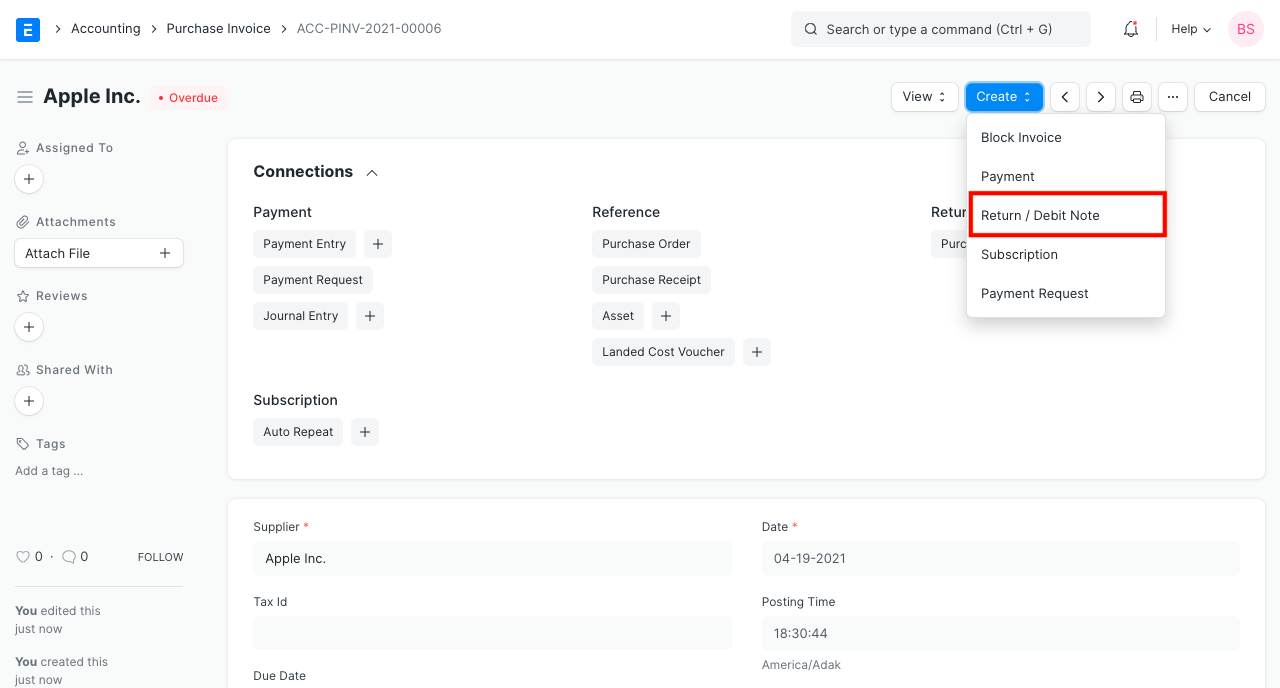 Accounting > Purchase Invoice > ACC-PINV-2021-00006
Search or type a command (Ctrl + G)
Help
BS
Apple Inc.
• Overdue
View
Create
...
Cancel
Block Invoice
Payment
Return / Debit Note
Subscription
Payment Request
Assigned To
+
Attachments
Attach File +
Reviews
+
Shared With
+
Tags
Add a tag ...
0 · 0 FOLLOW
You edited this
just now
You created this
just now
Connections
Payment
Payment Entry +
Payment Request
Journal Entry +
Reference
Purchase Order
Purchase Receipt
Asset +
Landed Cost Voucher +
Retur
Purc
Subscription
Auto Repeat +
Supplier *
Apple Inc.
Date *
04-19-2021
Tax Id
Posting Time
18:30:44
America/Adak
Due Date